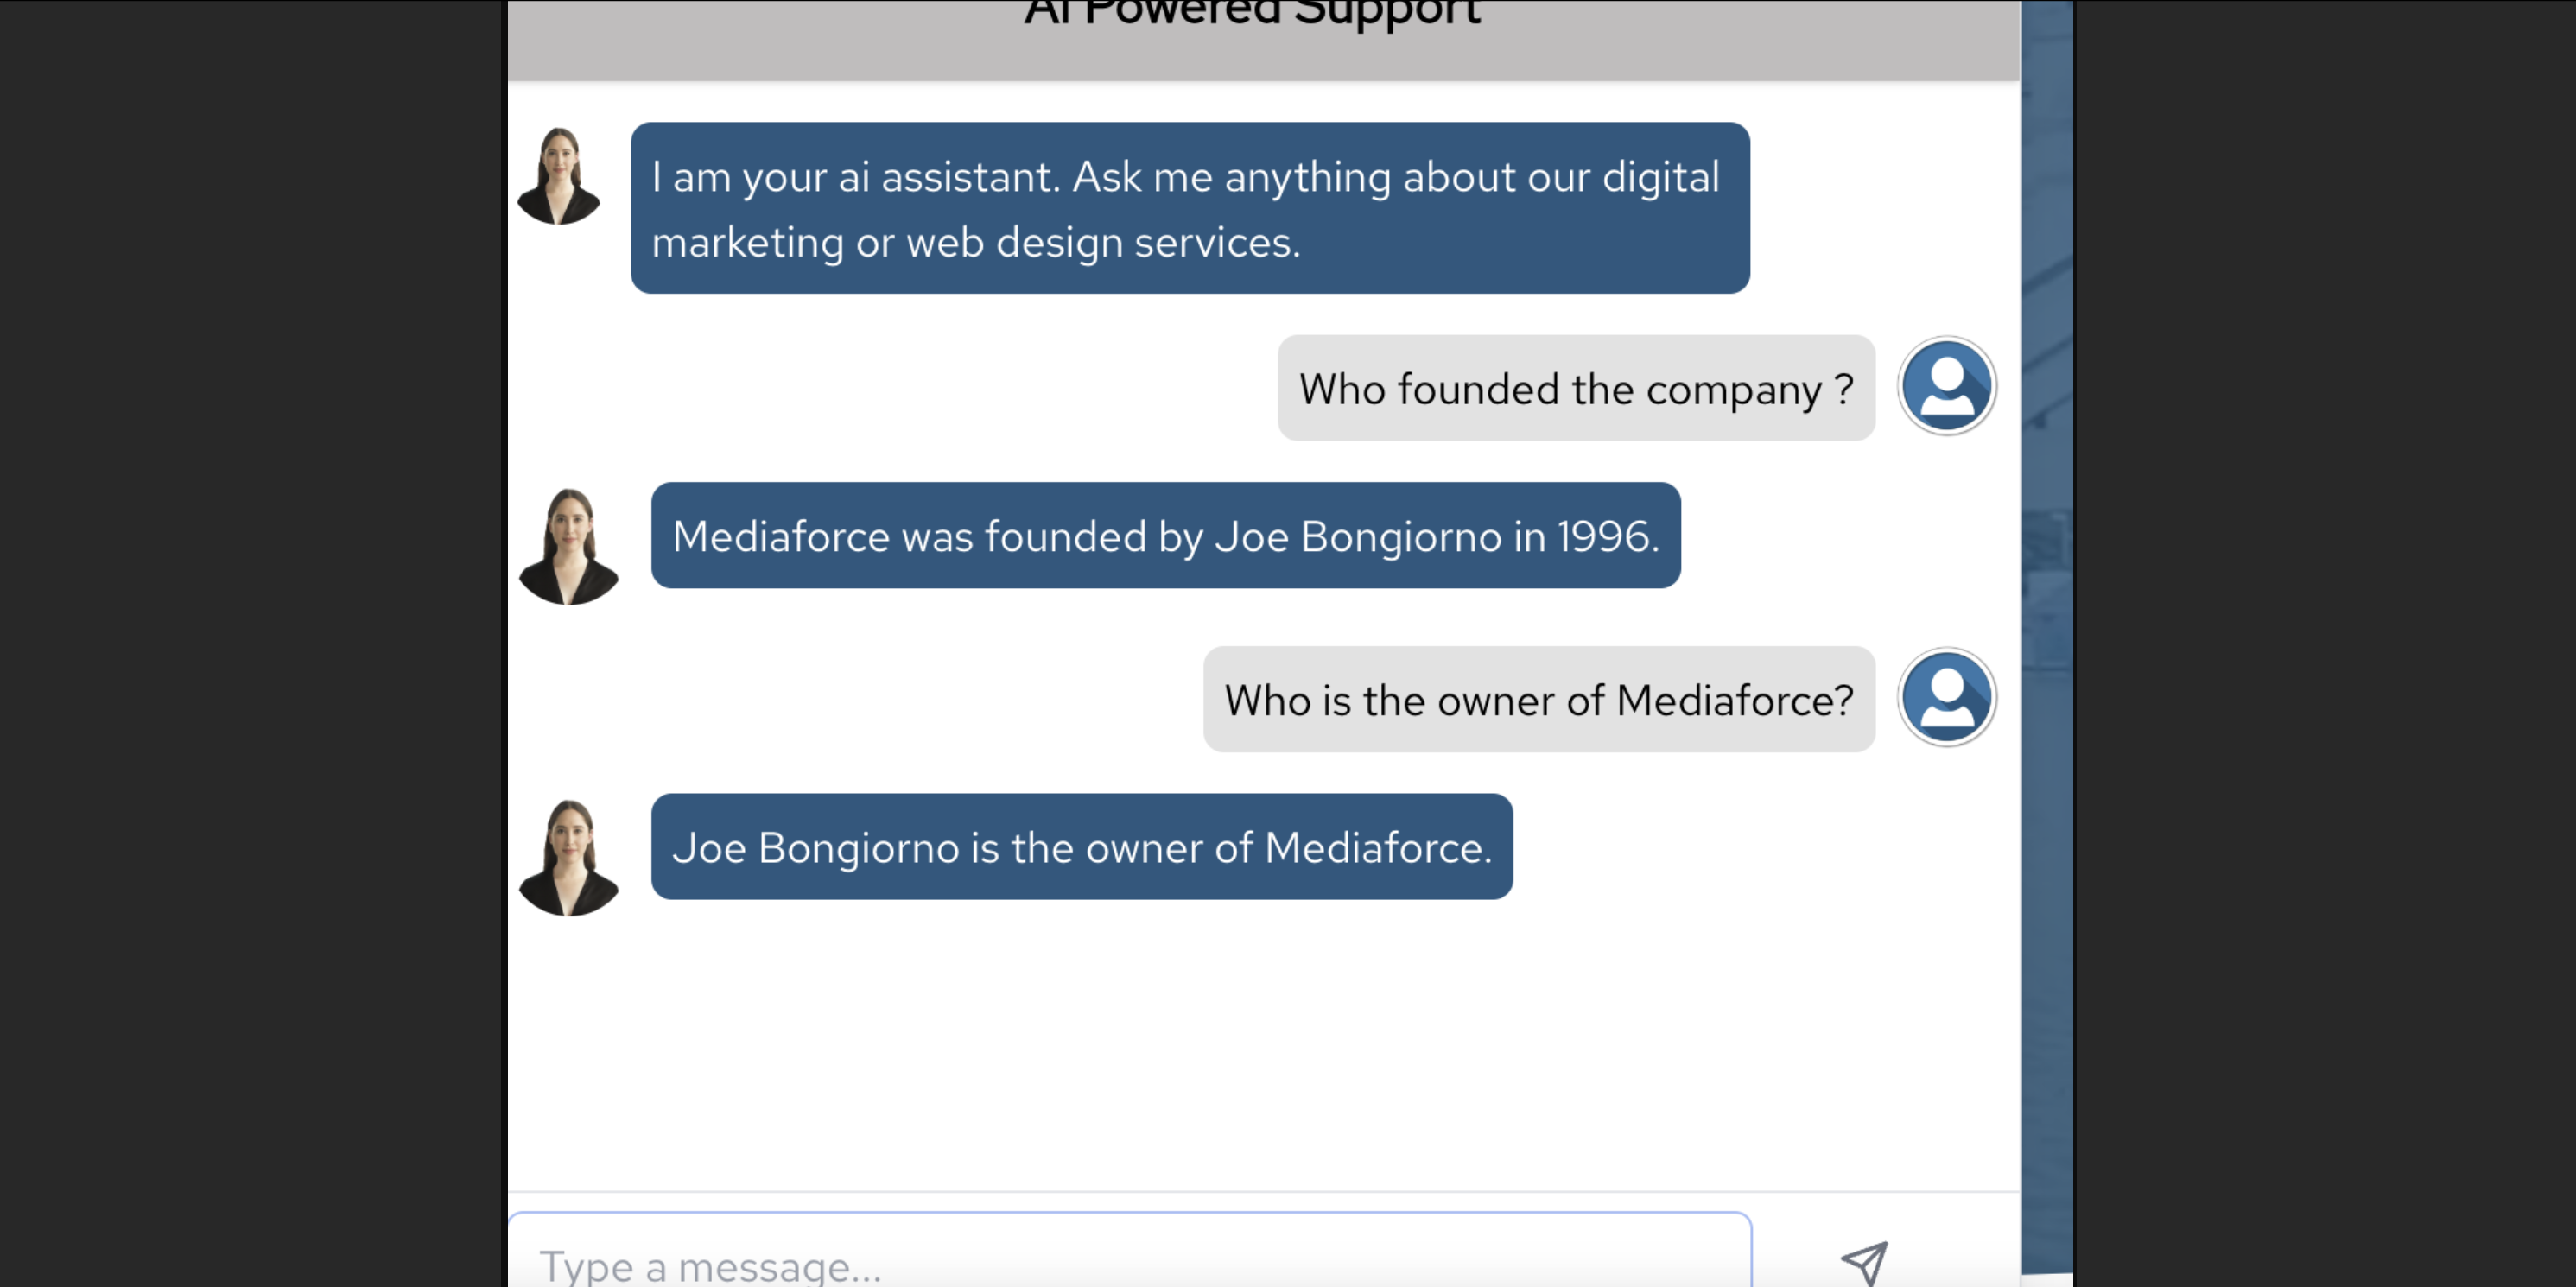 AI Powered Support
I am your ai assistant. Ask me anything about our digital
marketing or web design services.
Who founded the company ?
Mediaforce was founded by Joe Bongiorno in 1996.
Who is the owner of Mediaforce?
Joe Bongiorno is the owner of Mediaforce.
Type a message...